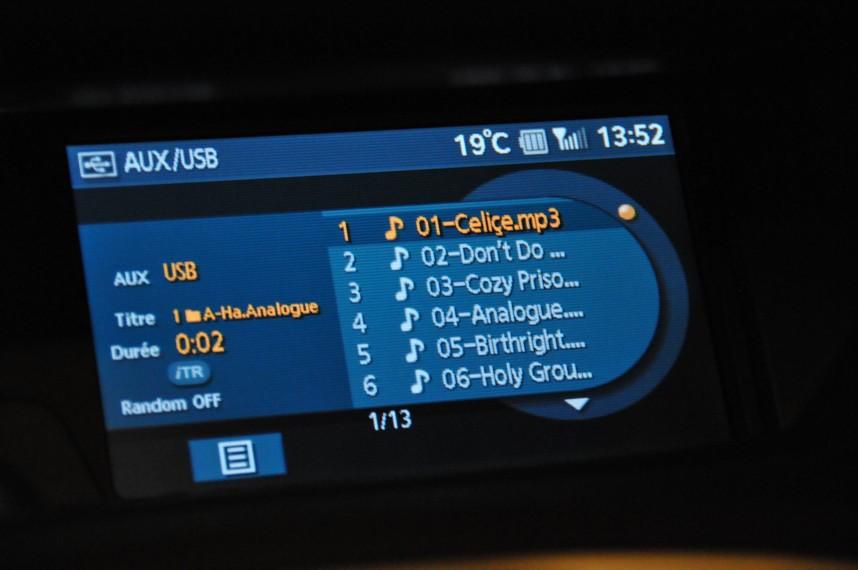 AUX/USB 19°C 13:52
1 01-Celiçe.mp3
2 02-Don't Do ...
3 03-Cozy Priso...
4 04-Analogue....
5 05-Birthright....
6 06-Holy Grou...
AUX USB
Titre 1 A-Ha.Analogue
Durée 0:02
iTR
Random OFF
1/13